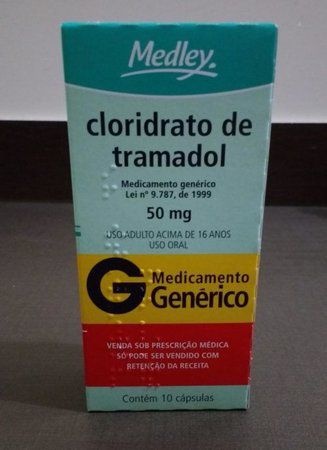 Medley.
cloridrato de
tramadol
Medicamento genérico
Lei nº 9.787, de 1999
50 mg
USO ADULTO ACIMA DE 16 ANOS
USO ORAL
G Medicamento
Genérico
VENDA SOB PRESCRIÇÃO MÉDICA
SÓ PODE SER VENDIDO COM
RETENÇÃO DA RECEITA
Contém 10 cápsulas